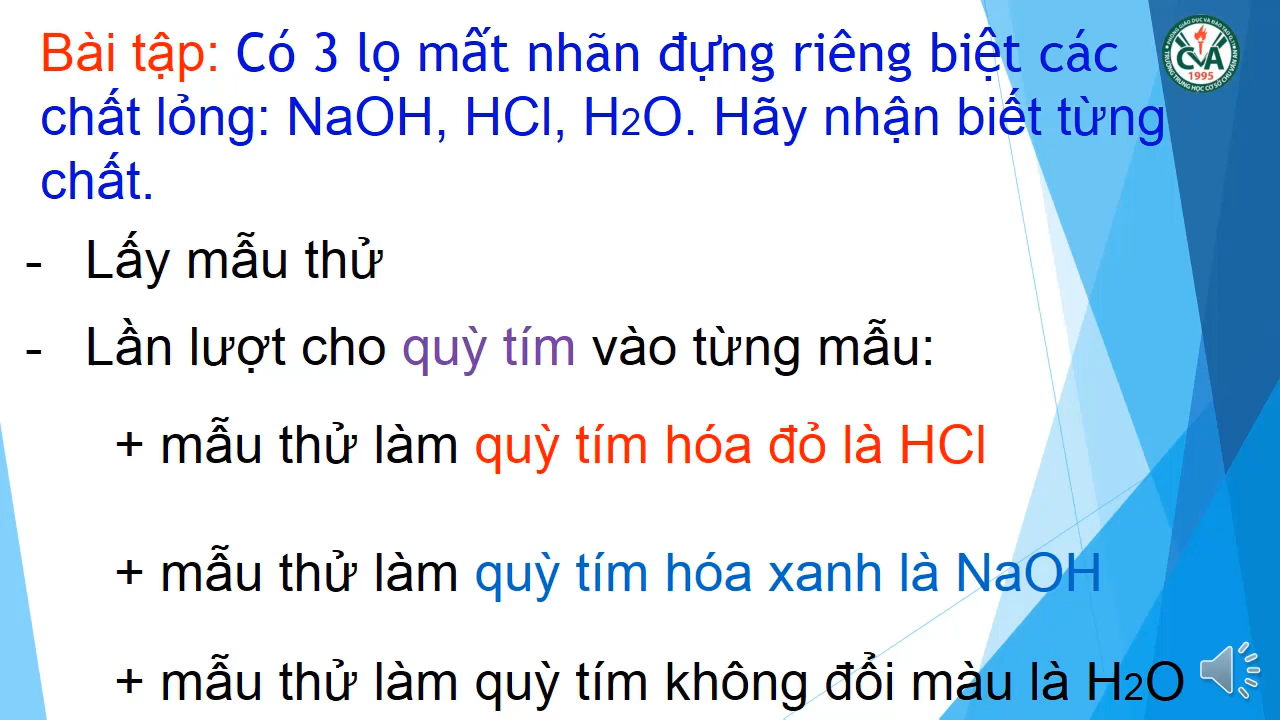 Bài tập: Có 3 lọ mất nhãn đựng riêng biệt các
chất lỏng: NaOH, HCl, H2O. Hãy nhận biết từng
chất.
- Lấy mẫu thử
- Lần lượt cho quỳ tím vào từng mẫu:
+ mẫu thử làm quỳ tím hóa đỏ là HCl
+ mẫu thử làm quỳ tím hóa xanh là NaOH
+ mẫu thử làm quỳ tím không đổi màu là H2O
CVA
1995